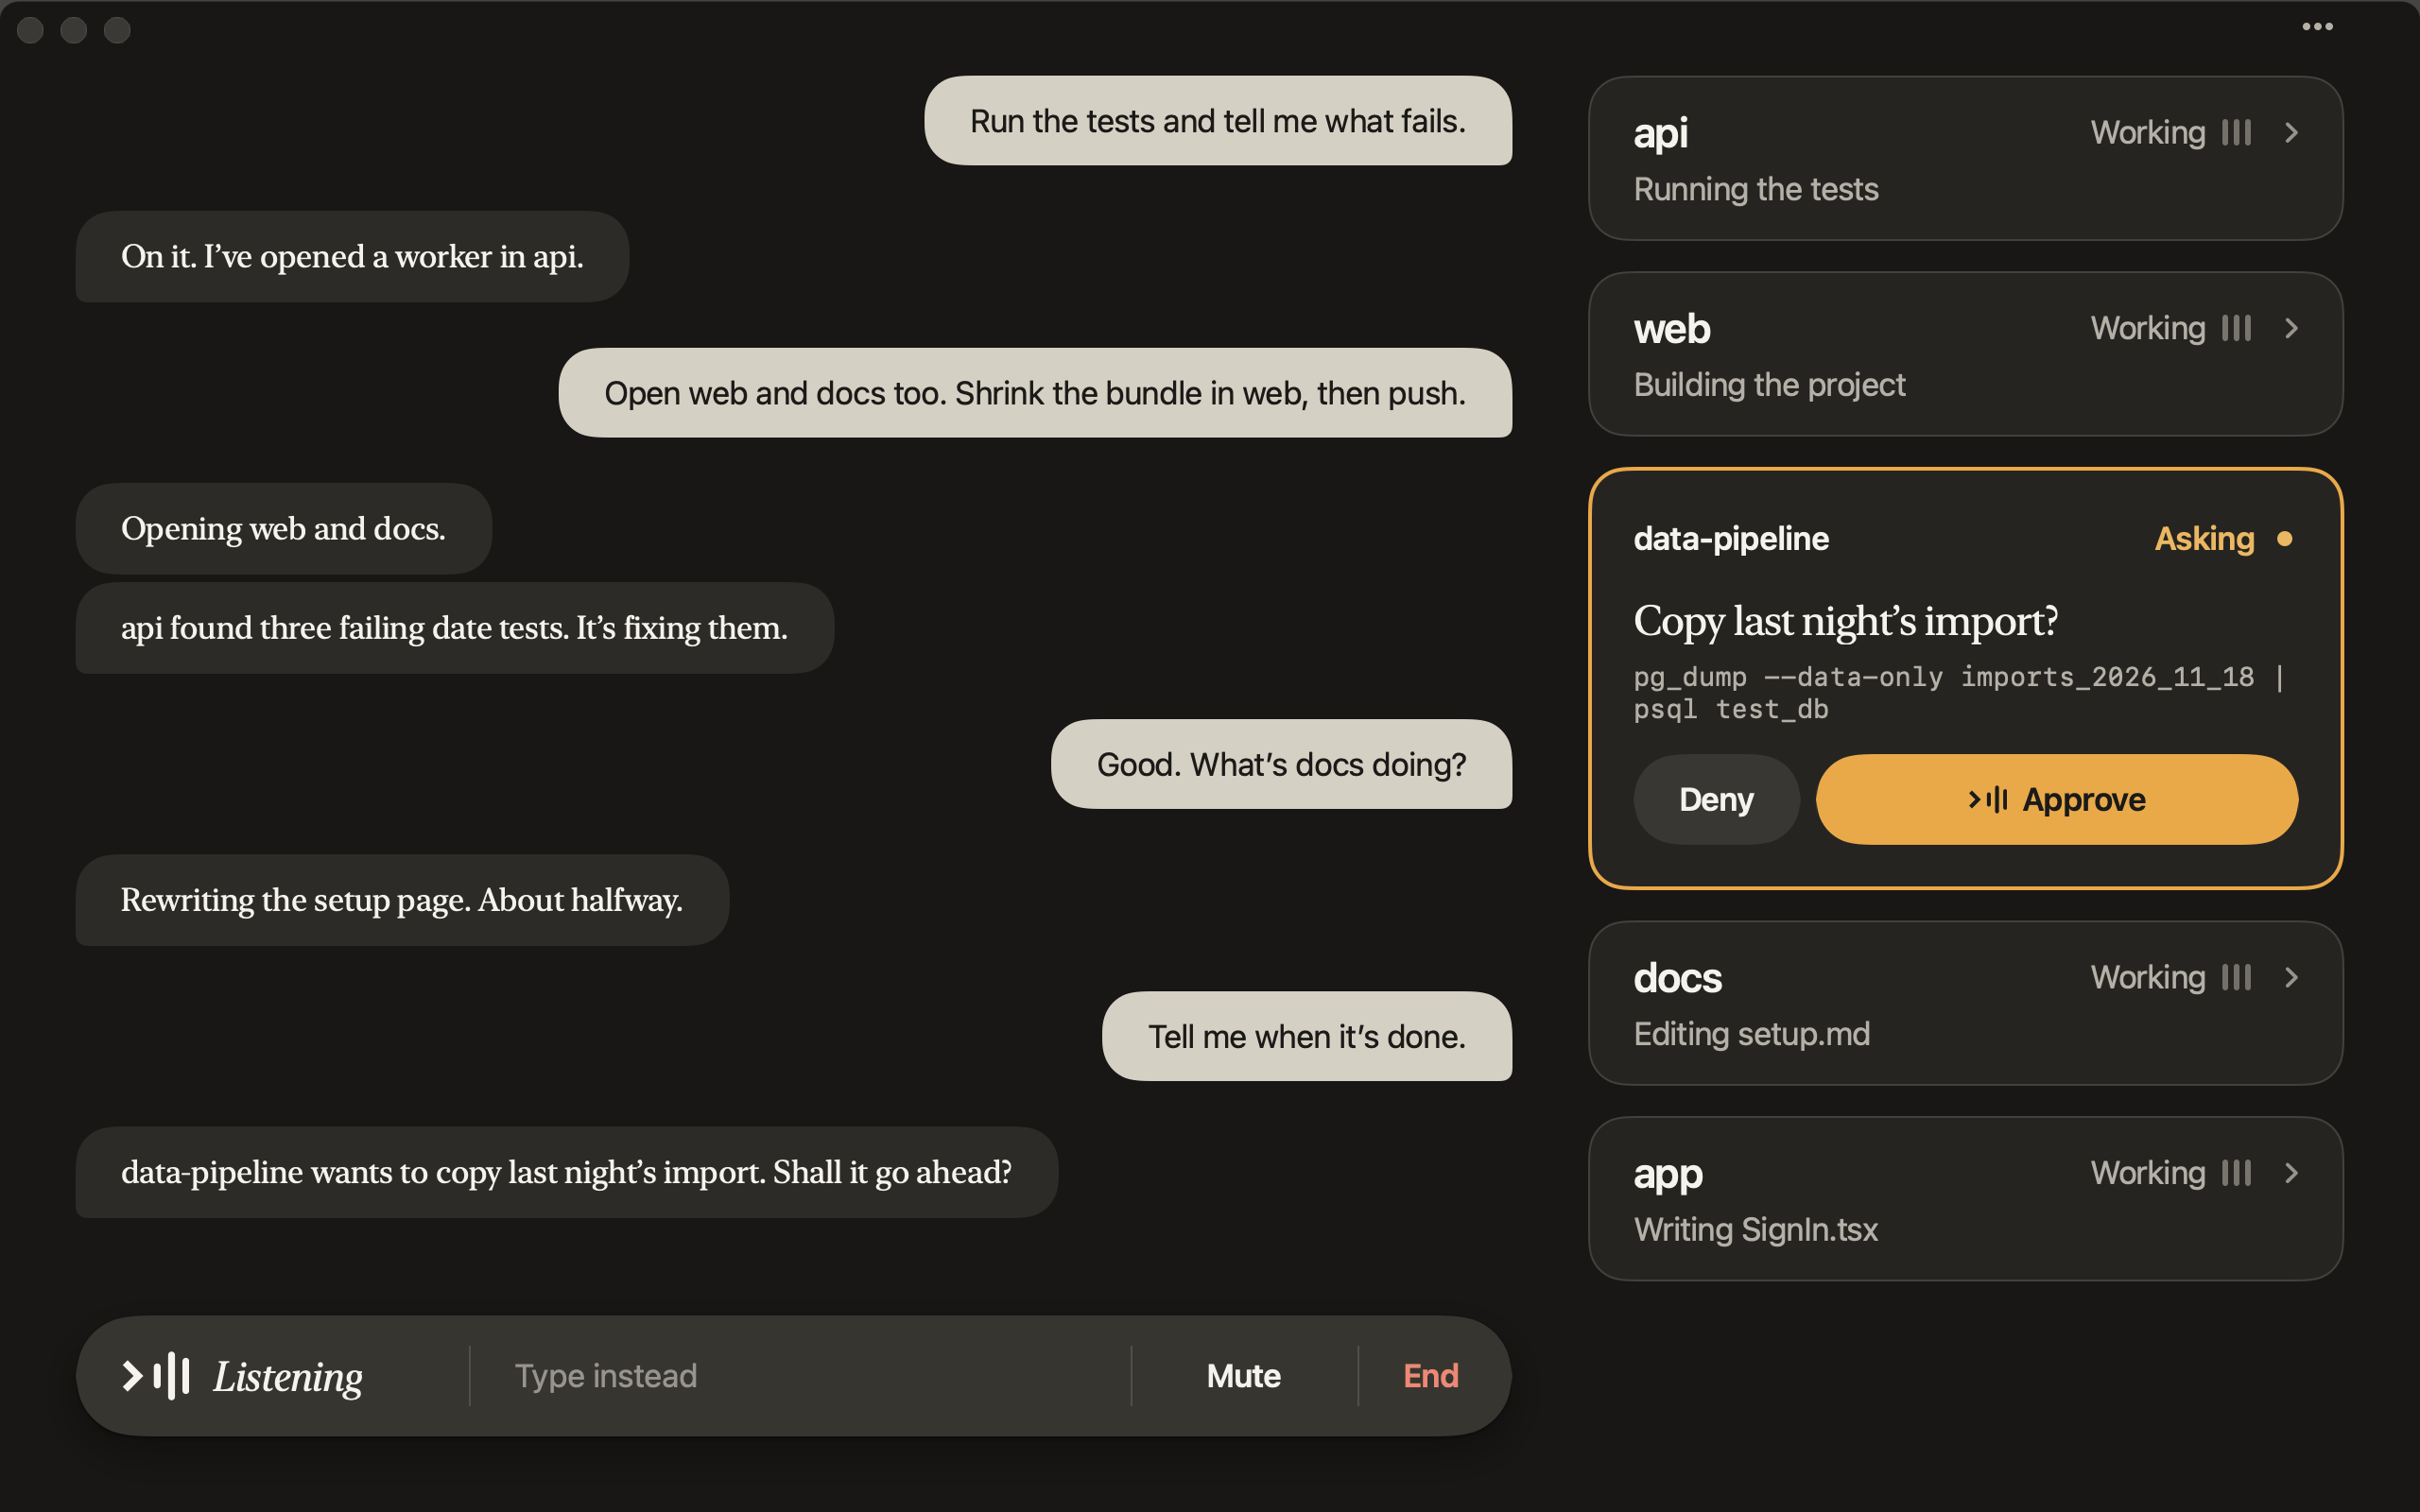 Run the tests and tell me what fails.
On it. I’ve opened a worker in api.
Open web and docs too. Shrink the bundle in web, then push.
Opening web and docs.
api found three failing date tests. It’s fixing them.
Good. What’s docs doing?
Rewriting the setup page. About halfway.
Tell me when it’s done.
data-pipeline wants to copy last night’s import. Shall it go ahead?
Listening
Type instead
Mute
End
api
Working
Running the tests
web
Working
Building the project
data-pipeline
Asking
Copy last night’s import?
pg_dump --data-only imports_2026_11_18 |
psql test_db
Deny
Approve
docs
Working
Editing setup.md
app
Working
Writing SignIn.tsx